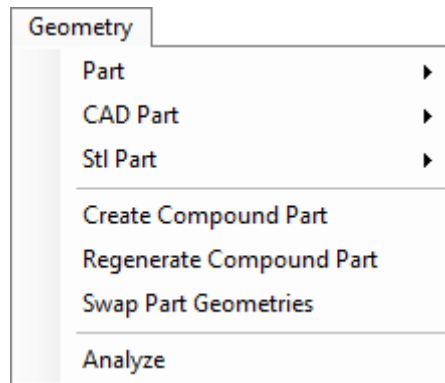 Geometry
Part
CAD Part
Stl Part
Create Compound Part
Regenerate Compound Part
Swap Part Geometries
Analyze